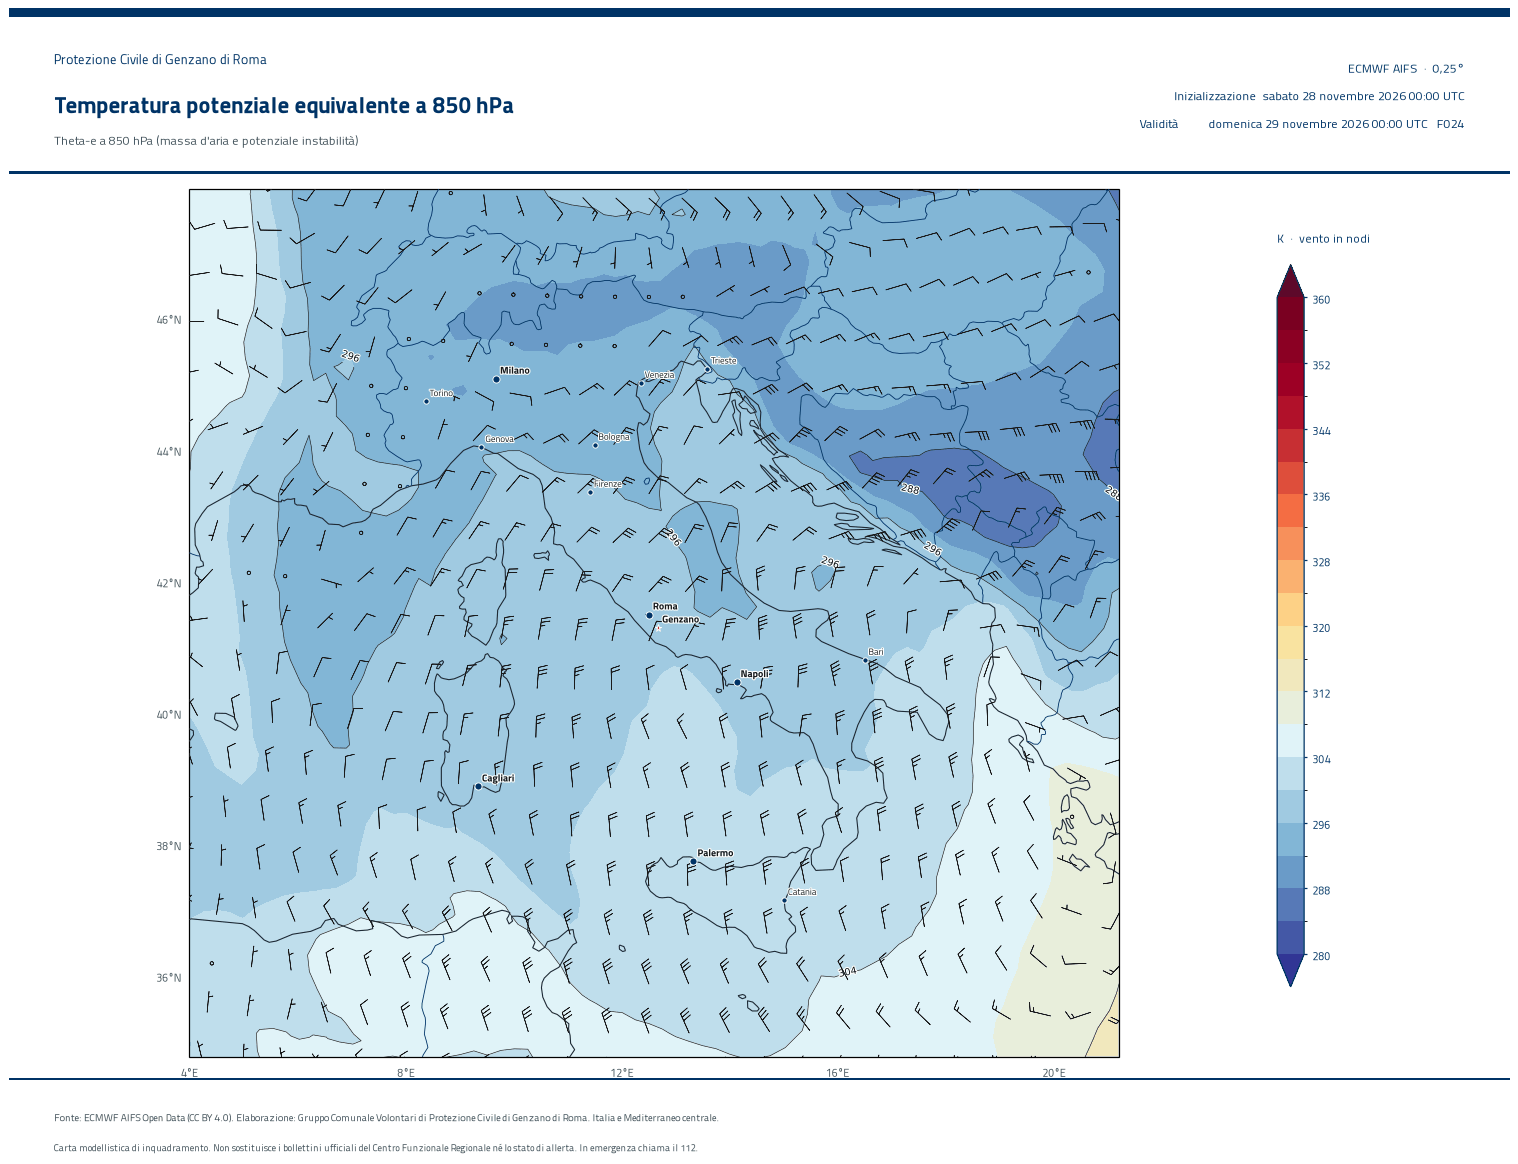 Protezione Civile di Genzano di Roma
Temperatura potenziale equivalente a 850 hPa
Theta-e a 850 hPa (massa d'aria e potenziale instabilità)
ECMWF AIFS · 0,25°
Inizializzazione sabato 28 novembre 2026 00:00 UTC
Validità domenica 29 novembre 2026 00:00 UTC F024
K · vento in nodi
360
352
344
336
328
320
312
304
296
288
280
46°N
44°N
42°N
40°N
38°N
36°N
4°E
8°E
12°E
16°E
20°E
296
Milano
Torino
Venezia
Trieste
Genova
Bologna
Firenze
288
288
296
296
296
Roma
Genzano
Bari
Napoli
Cagliari
Palermo
Catania
304
Fonte: ECMWF AIFS Open Data (CC BY 4.0). Elaborazione: Gruppo Comunale Volontari di Protezione Civile di Genzano di Roma. Italia e Mediterraneo centrale.
Carta modellistica di inquadramento. Non sostituisce i bollettini ufficiali del Centro Funzionale Regionale né lo stato di allerta. In emergenza chiama il 112.